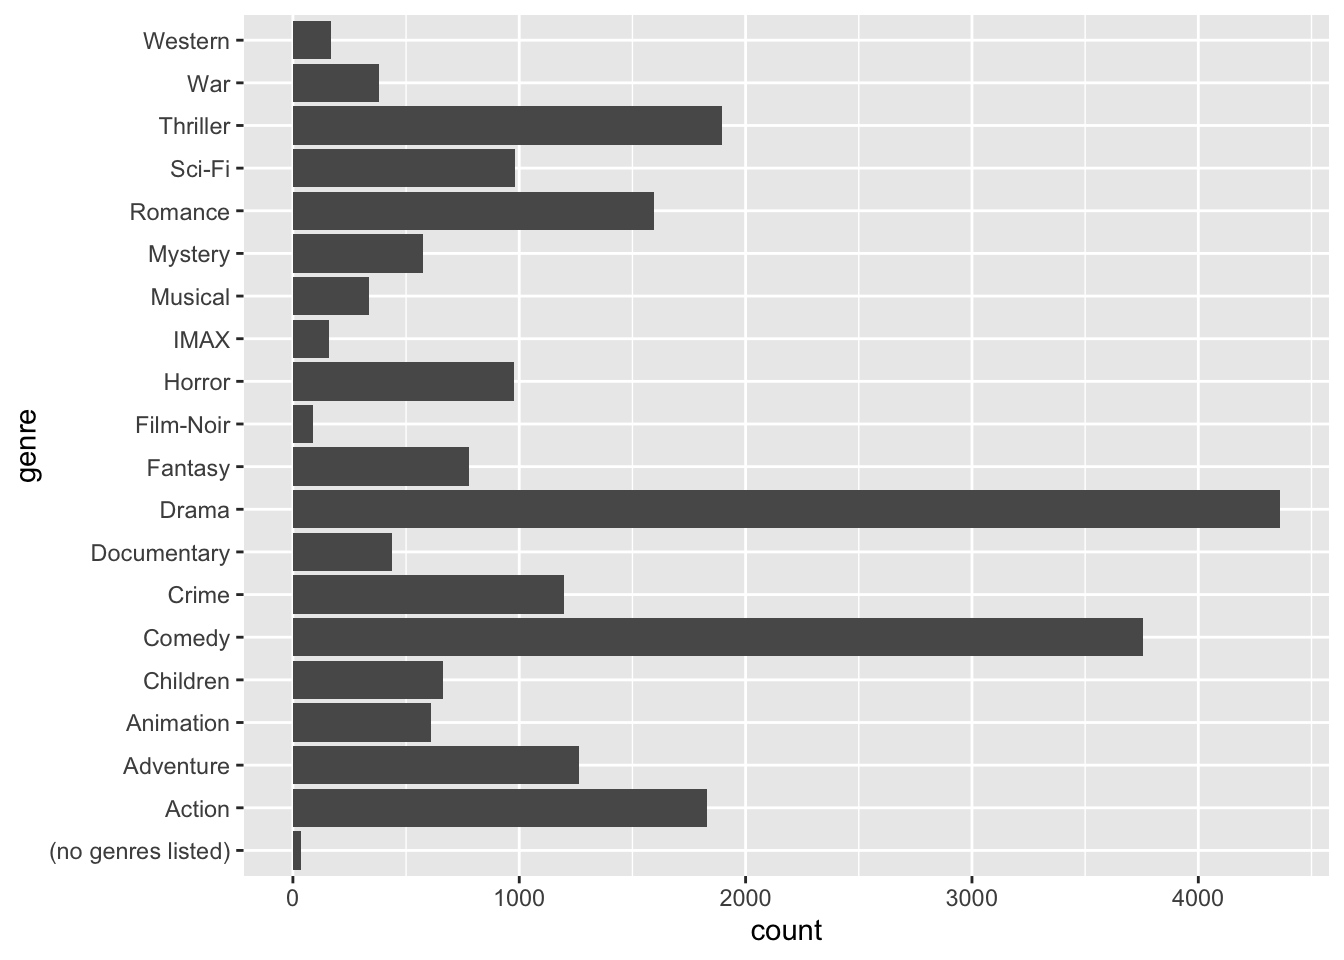 Western
War
Thriller
Sci-Fi
Romance
Mystery
Musical
IMAX
Horror
Film-Noir
Fantasy
Drama
Documentary
Crime
Comedy
Children
Animation
Adventure
Action
(no genres listed)
genre
0 1000 2000 3000 4000
count